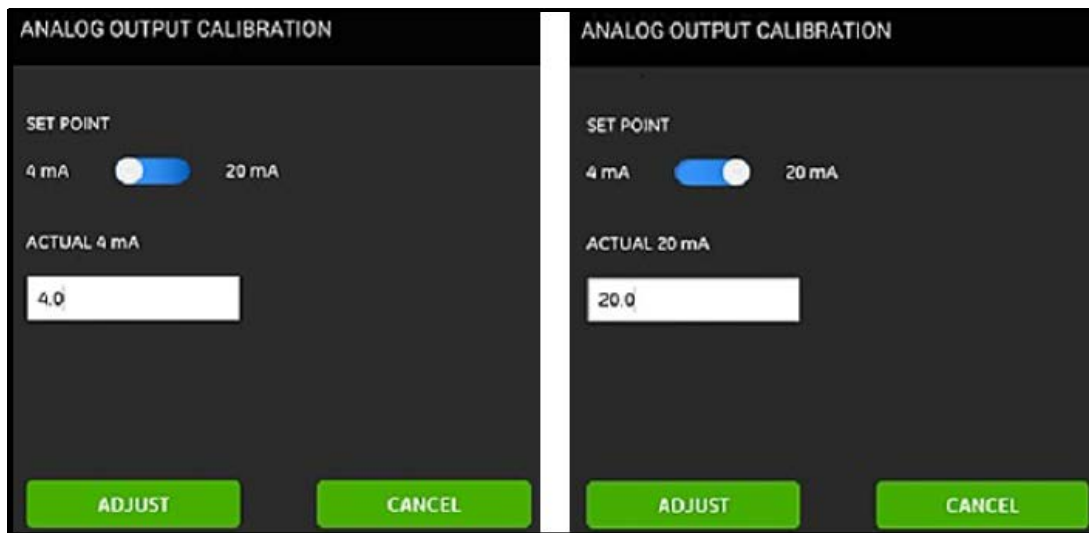 ANALOG OUTPUT CALIBRATION
SET POINT
4 mA 20 mA
ACTUAL 4 mA
4.0
ADJUST CANCEL
ANALOG OUTPUT CALIBRATION
SET POINT
4 mA 20 mA
ACTUAL 20 mA
20.0
ADJUST CANCEL